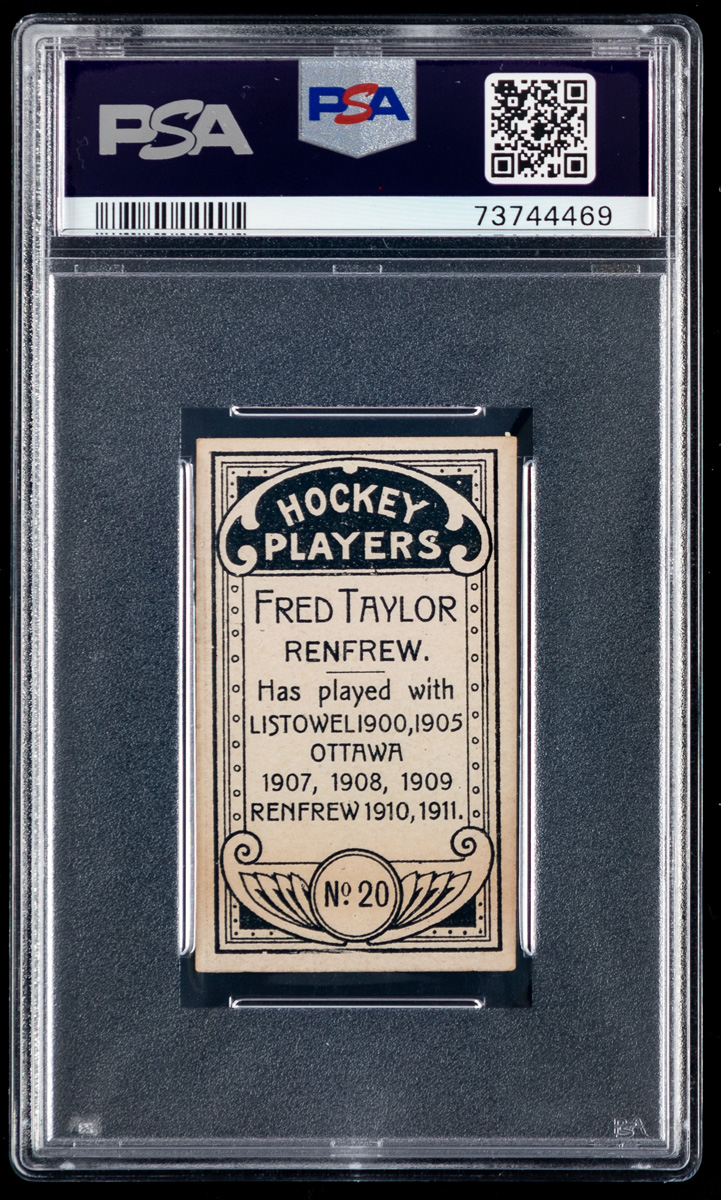 PSA
PSA
73744469
HOCKEY
PLAYERS
FRED TAYLOR
RENFREW.
Has played with
LISTOWEL 1900, 1905
OTTAWA
1907, 1908, 1909
RENFREW 1910, 1911.
Nº 20
PSA